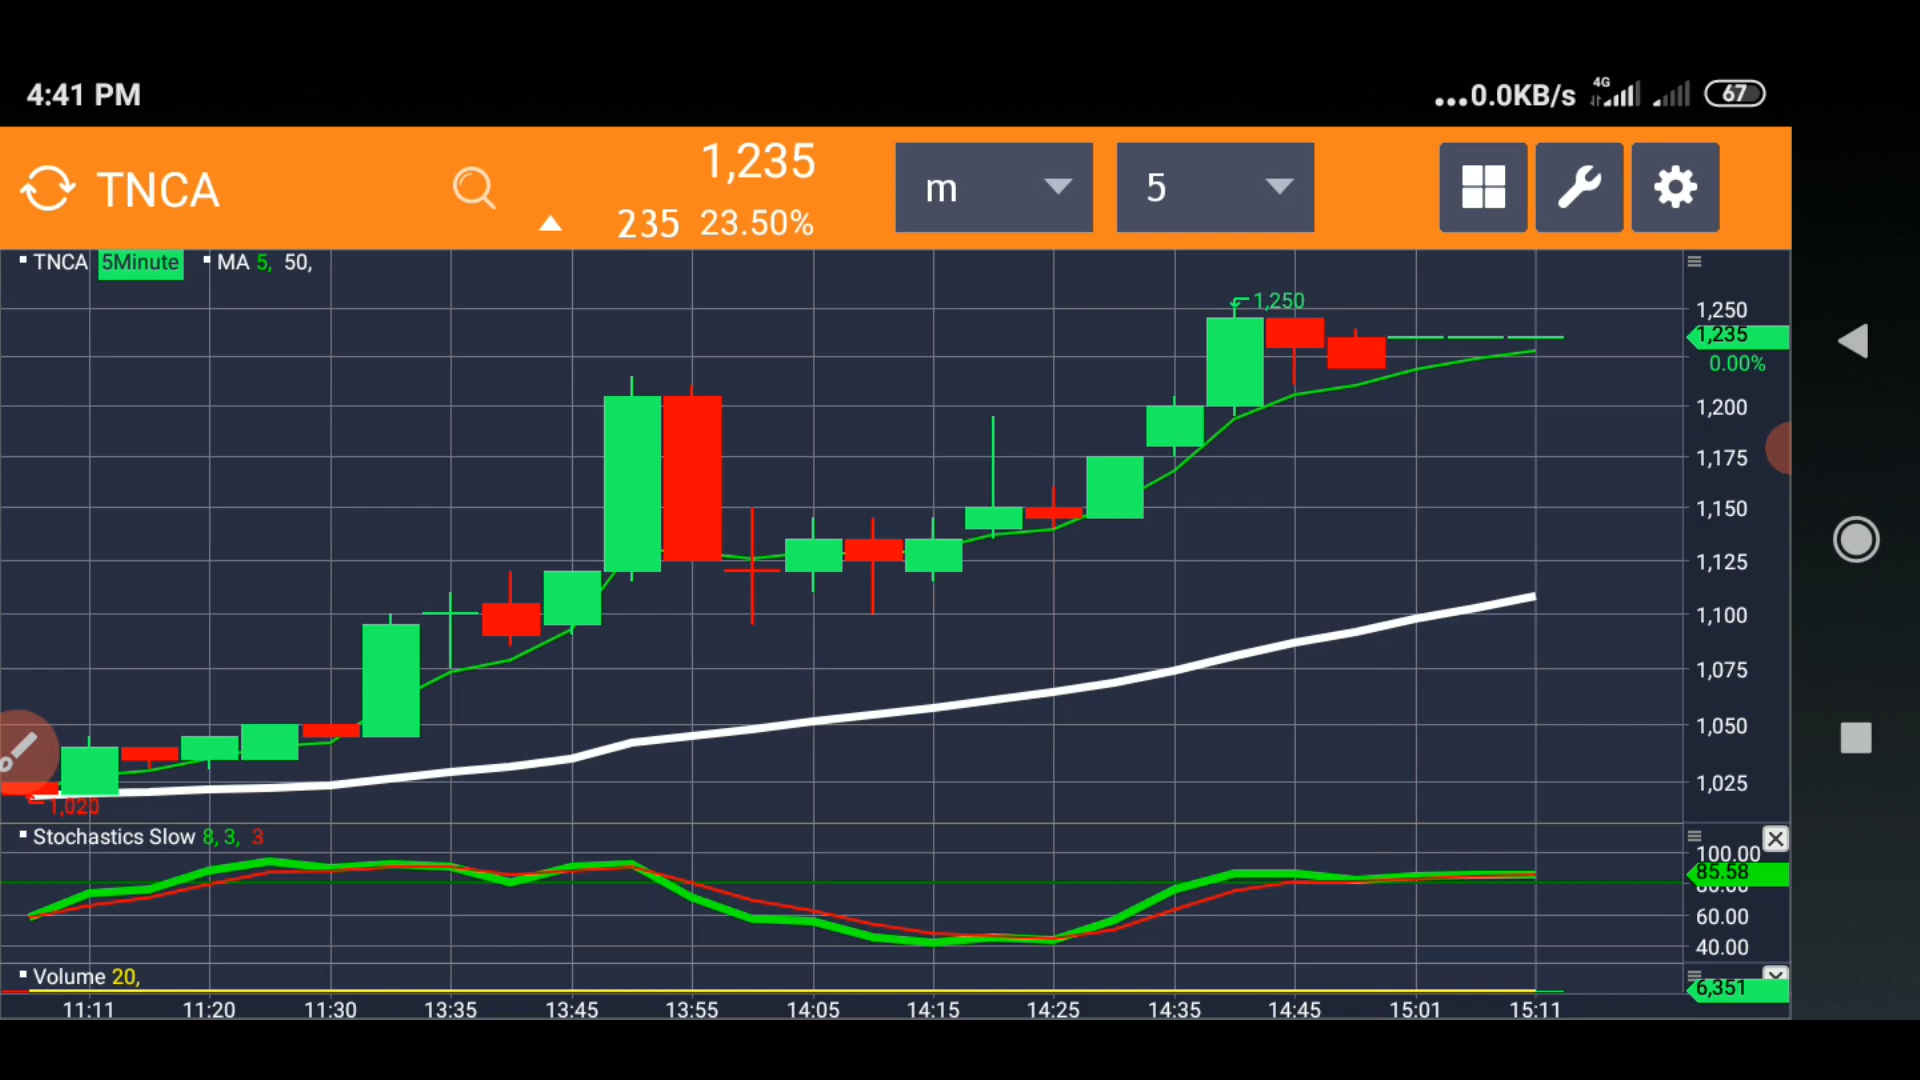 4:41 PM
...0.0KB/s 4G 67
TNCA
1,235
235 23.50%
m
5
TNCA 5Minute MA 5, 50,
1,250
1,250
1,235
0.00%
1,200
1,175
1,150
1,125
1,100
1,075
1,050
1,025
1,020
Stochastics Slow 8, 3, 3
100.00
85.58
80.00
60.00
40.00
Volume 20,
6,351
11:11 11:20 11:30 13:35 13:45 13:55 14:05 14:15 14:25 14:35 14:45 15:01 15:11